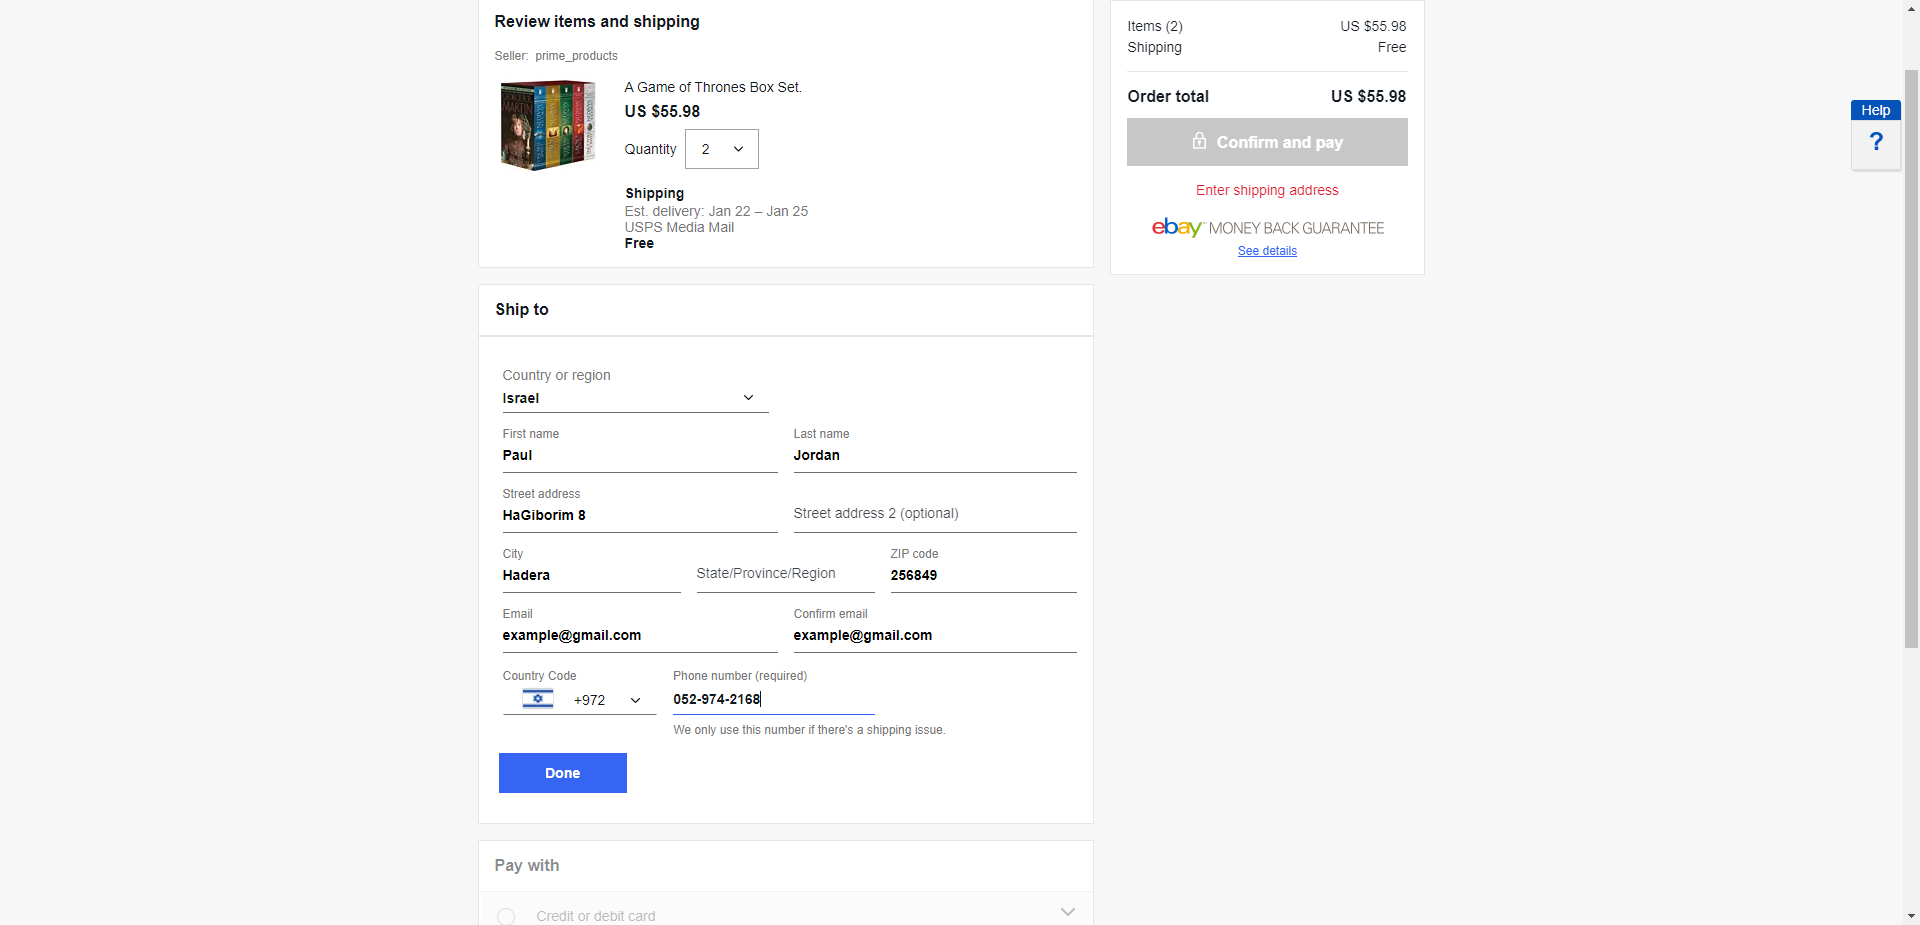 Review items and shipping
Seller: prime_products
MARTIN
A Game of Thrones Box Set.
US $55.98
Quantity 2
Shipping
Est. delivery: Jan 22 – Jan 25
USPS Media Mail
Free
Ship to
Country or region
Israel
First name Last name
Paul Jordan
Street address
HaGiborim 8 Street address 2 (optional)
City ZIP code
Hadera State/Province/Region 256849
Email Confirm email
example@gmail.com example@gmail.com
Country Code Phone number (required)
+972 052-974-2168
We only use this number if there's a shipping issue.
Done
Pay with
Credit or debit card
Items (2) US $55.98
Shipping Free
Order total US $55.98
Confirm and pay
Enter shipping address
ebay™ MONEY BACK GUARANTEE
See details
Help
?